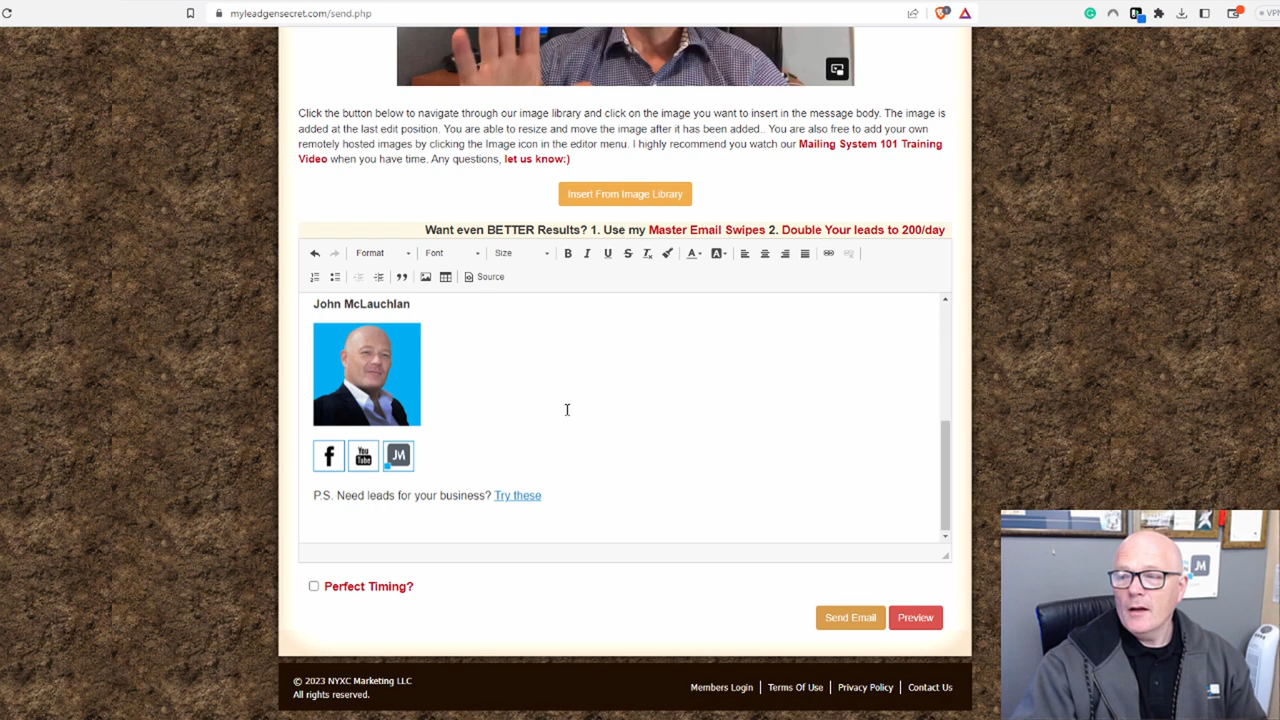 myleadgensecret.com/send.php
VPN
Click the button below to navigate through our image library and click on the image you want to insert in the message body. The image is
added at the last edit position. You are able to resize and move the image after it has been added.. You are also free to add your own
remotely hosted images by clicking the Image icon in the editor menu. I highly recommend you watch our Mailing System 101 Training
Video when you have time. Any questions, let us know:)
Insert From Image Library
Want even BETTER Results? 1. Use my Master Email Swipes 2. Double Your leads to 200/day
Format Font Size B I U S Tx A A
Source
John McLauchlan
f You Tube JM
P.S. Need leads for your business? Try these
Perfect Timing?
Send Email Preview
JM
© 2023 NYXC Marketing LLC
All rights reserved.
Members Login Terms Of Use Privacy Policy Contact Us